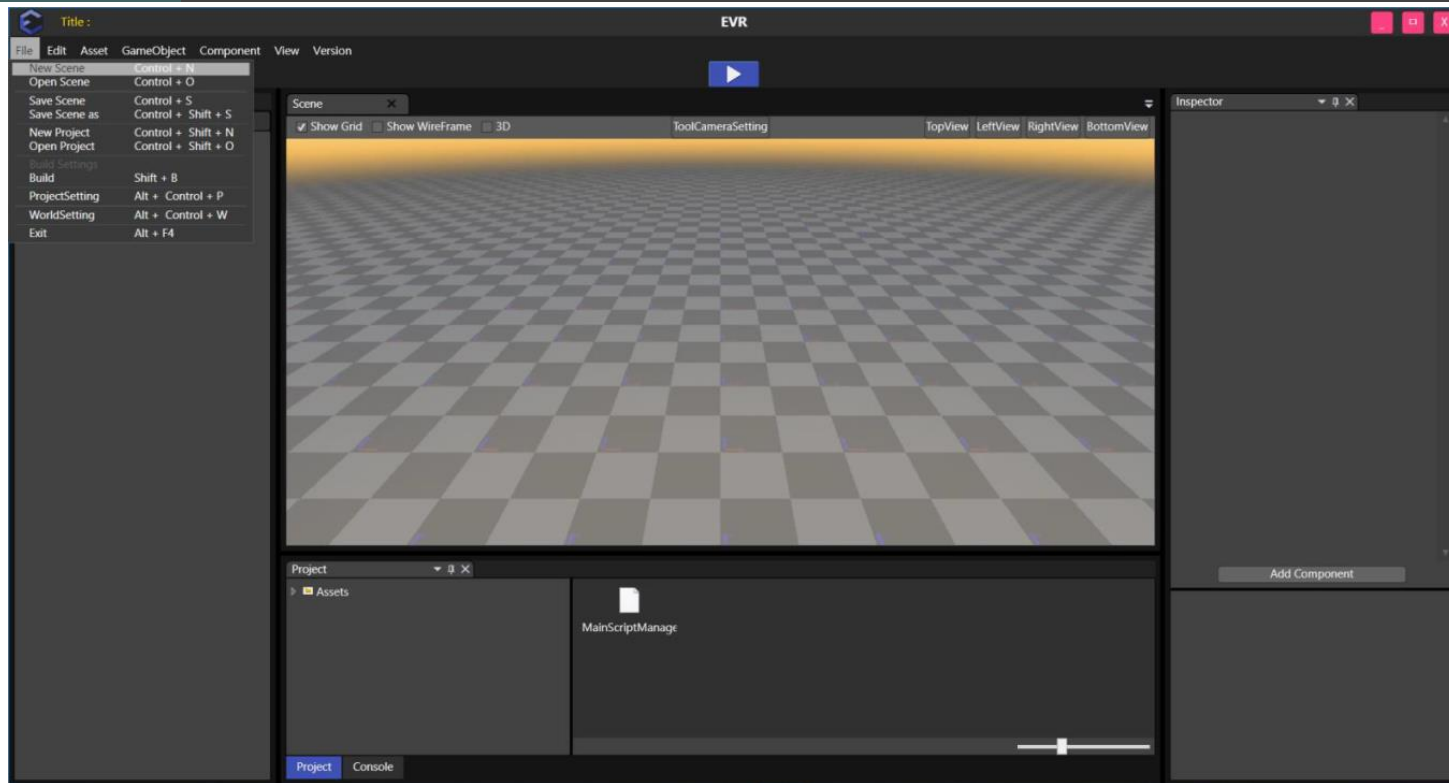 Title :
EVR
File Edit Asset GameObject Component View Version
New Scene Control + N
Open Scene Control + O
Save Scene Control + S
Save Scene as Control + Shift + S
New Project Control + Shift + N
Open Project Control + Shift + O
Build Settings
Build Shift + B
ProjectSetting Alt + Control + P
WorldSetting Alt + Control + W
Exit Alt + F4
Scene
Show Grid Show WireFrame 3D ToolCameraSetting TopView LeftView RightView BottomView
Inspector
Add Component
Project
Assets
MainScriptManage
Project Console